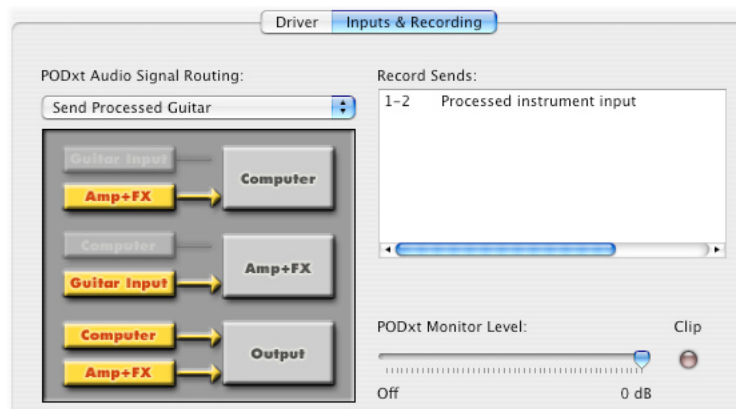 Driver Inputs & Recording
PODxt Audio Signal Routing:
Send Processed Guitar
Guitar Input
Amp+FX
Computer
Computer
Guitar Input
Amp+FX
Computer
Amp+FX
Output
Record Sends:
1-2 Processed instrument input
PODxt Monitor Level:
Clip
Off
0 dB